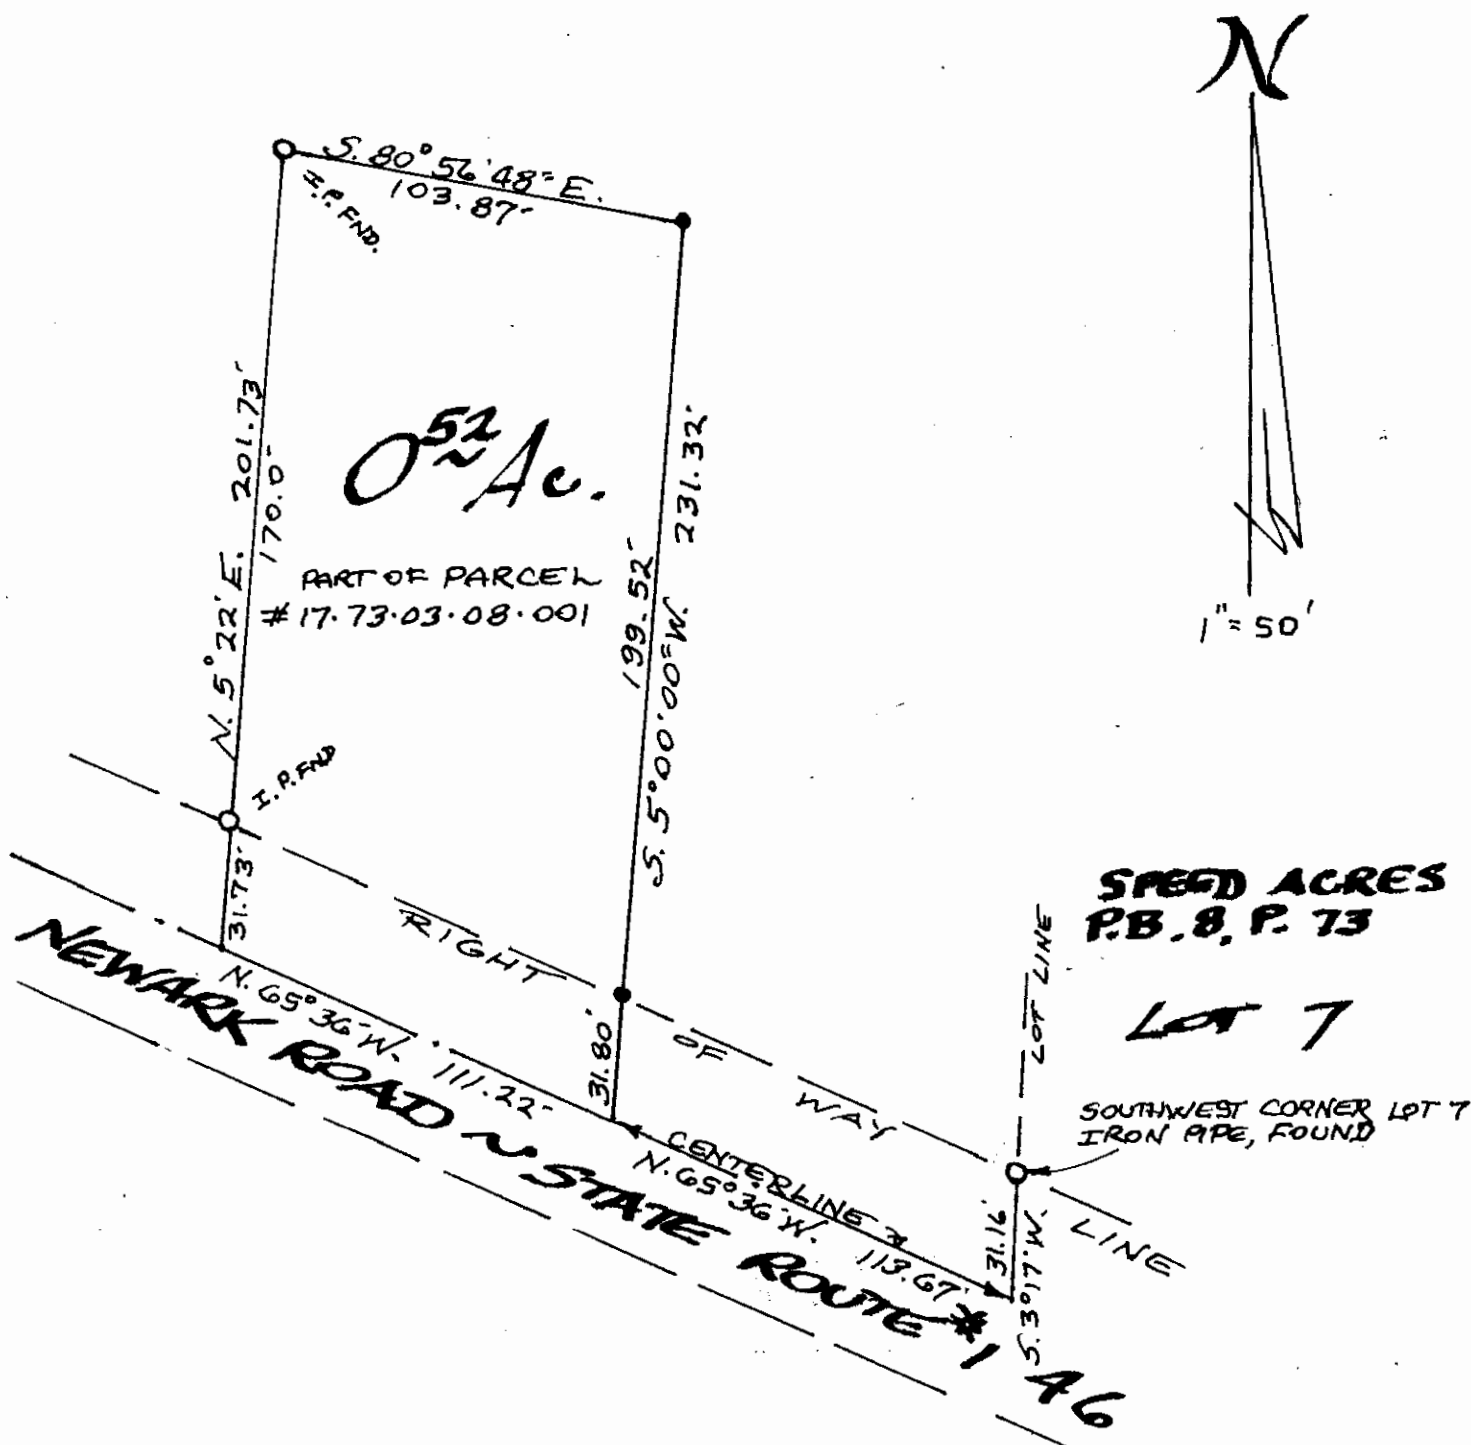 N
1"=50'
S. 80° 56' 48" E.
103.87'
I.P. FND.
N. 5° 22' E. 201.73'
170.0'
0 52 Ac.
PART OF PARCEL
# 17.73.03.08.001
231.32'
199.52'
S. 5° 00' 00" W.
I.P. FND
31.73'
RIGHT OF WAY LINE
N. 65° 36' W. 111.22'
31.80'
CENTERLINE
N. 65° 36' W. 113.67'
31.16'
S. 3° 17' W.
NEWARK ROAD ~ STATE ROUTE #146
LOT LINE
SPEED ACRES
P.B. 8, P. 73
LOT 7
SOUTHWEST CORNER LOT 7
IRON PIPE, FOUND